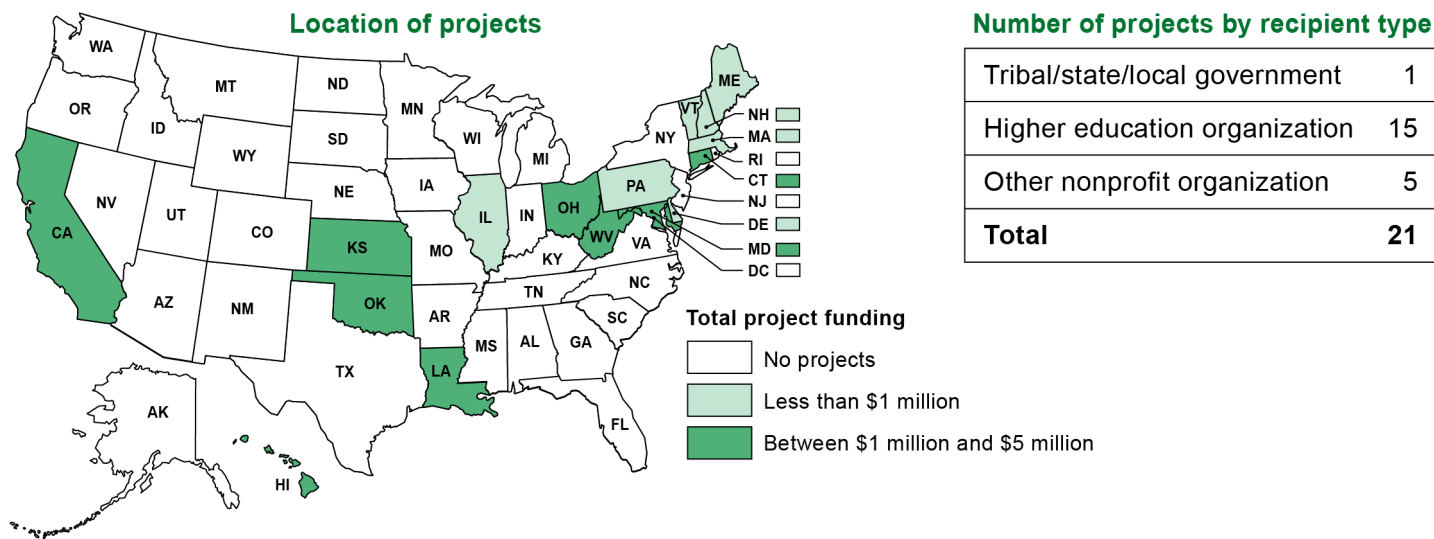 Location of projects
WA
MT
ND
MN
ME
OR
ID
SD
WI
MI
NY
VT
NH
MA
RI
CT
NJ
DE
MD
DC
WY
NE
IA
PA
NV
UT
CO
KS
MO
IL
IN
OH
WV
VA
KY
CA
AZ
NM
OK
AR
TN
NC
SC
MS
AL
GA
TX
LA
FL
AK
HI
Total project funding
No projects
Less than $1 million
Between $1 million and $5 million
Number of projects by recipient type
Tribal/state/local government 1
Higher education organization 15
Other nonprofit organization 5
Total 21